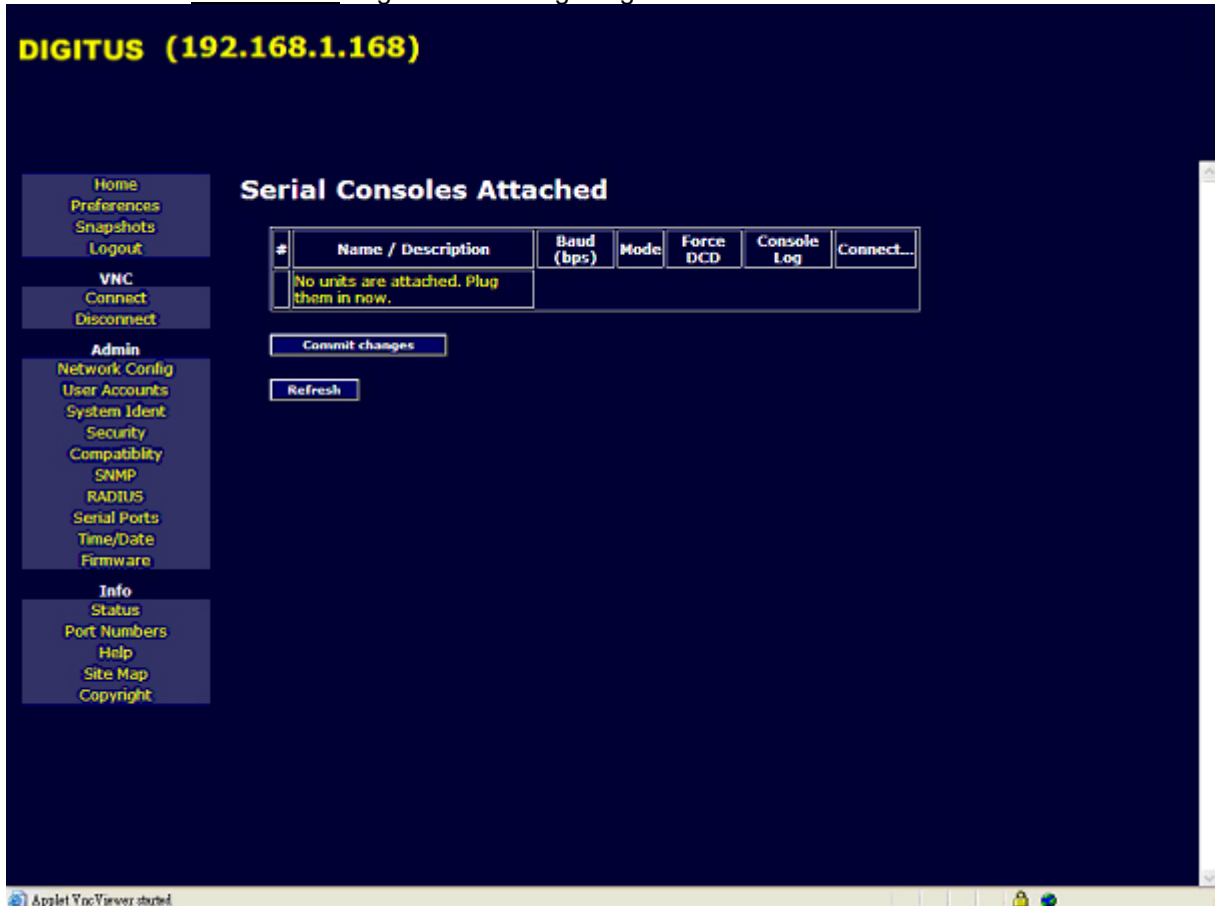 DIGITUS (192.168.1.168)
Home
Preferences
Snapshots
Logout
VNC
Connect
Disconnect
Admin
Network Config
User Accounts
System Ident
Security
Compatiblity
SNMP
RADIUS
Serial Ports
Time/Date
Firmware
Info
Status
Port Numbers
Help
Site Map
Copyright
Serial Consoles Attached
# Name / Description Baud (bps) Mode Force DCD Console Log Connect...
No units are attached. Plug
them in now.
Commit changes
Refresh
Applet VncViewer started